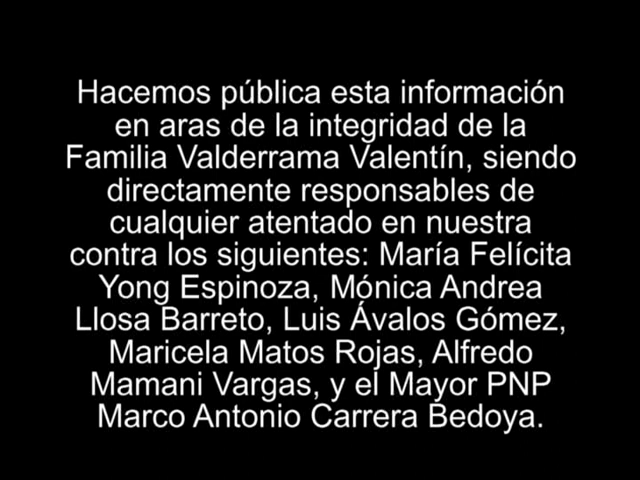 Hacemos pública esta información
en aras de la integridad de la
Familia Valderrama Valentín, siendo
directamente responsables de
cualquier atentado en nuestra
contra los siguientes: María Felícita
Yong Espinoza, Mónica Andrea
Llosa Barreto, Luis Ávalos Gómez,
Maricela Matos Rojas, Alfredo
Mamani Vargas, y el Mayor PNP
Marco Antonio Carrera Bedoya.